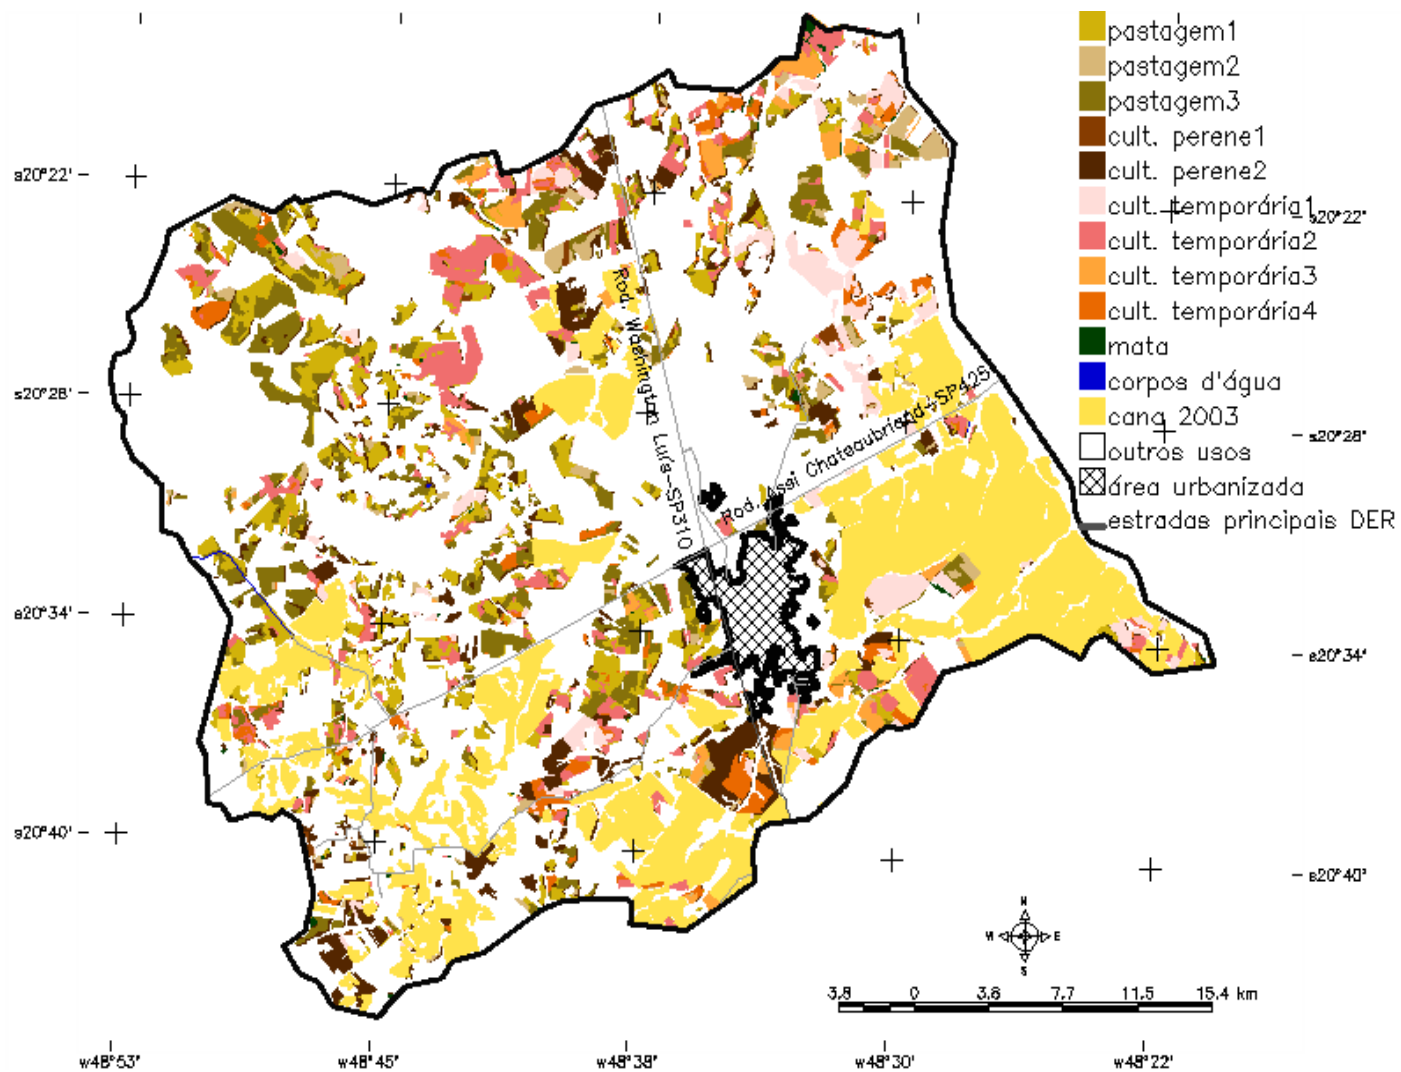 pastagem1
pastagem2
pastagem3
cult. perene1
cult. perene2
cult. temporária1
cult. temporária2
cult. temporária3
cult. temporária4
mata
corpos d'água
cana 2003
outros usos
área urbanizada
estradas principais DER
s20°22'
s20°22'
s20°28'
s20°28'
s20°34'
s20°34'
s20°40'
s20°40'
Rod. Washington Luís-SP310
Rod. Assi Chateaubriand-SP425
N
W E
S
3.8 0 3.8 7.7 11.5 15.4 km
w48°53' w48°45' w48°38' w48°30' w48°22'